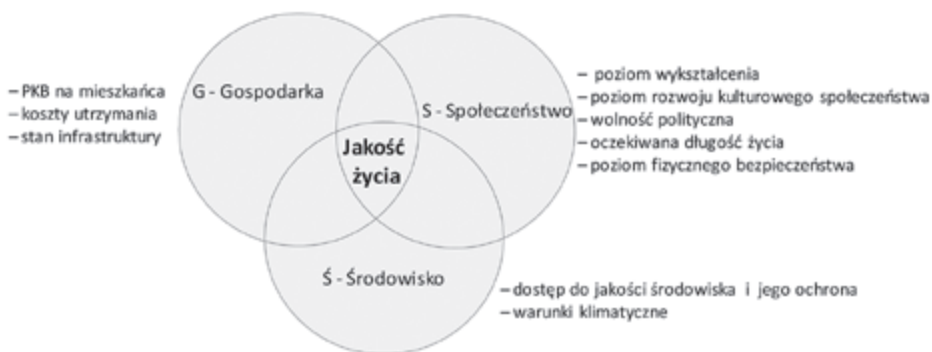 – PKB na mieszkańca
– koszty utrzymania
– stan infrastruktury
G - Gospodarka
S - Społeczeństwo
– poziom wykształcenia
– poziom rozwoju kulturowego społeczeństwa
– wolność polityczna
– oczekiwana długość życia
– poziom fizycznego bezpieczeństwa
Jakość
życia
Ś - Środowisko
– dostęp do jakości środowiska i jego ochrona
– warunki klimatyczne